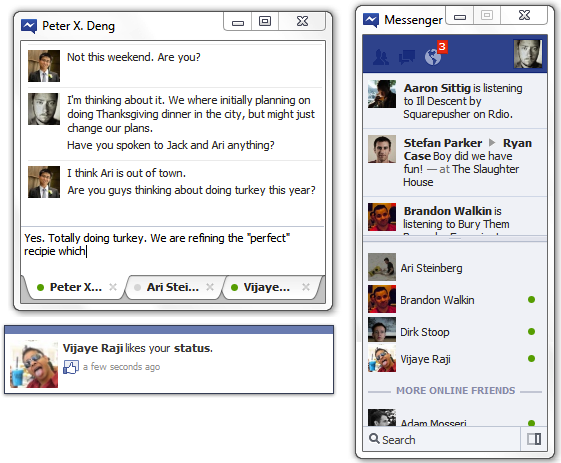 Peter X. Deng
Not this weekend. Are you?
I'm thinking about it. We where initially planning on
doing Thanksgiving dinner in the city, but might just
change our plans.
Have you spoken to Jack and Ari anything?
I think Ari is out of town.
Are you guys thinking about doing turkey this year?
Yes. Totally doing turkey. We are refining the "perfect"
recipie which
Peter X... Ari Stei... Vijaye...
Vijaye Raji likes your status.
a few seconds ago
Messenger
3
Aaron Sittig is listening
to Ill Descent by
Squarepusher on Rdio.
Stefan Parker ▶ Ryan
Case Boy did we have
fun! — at The Slaughter
House
Brandon Walkin is
listening to Bury Them
Ari Steinberg
Brandon Walkin
Dirk Stoop
Vijaye Raji
MORE ONLINE FRIENDS
Adam Mosseri
Search